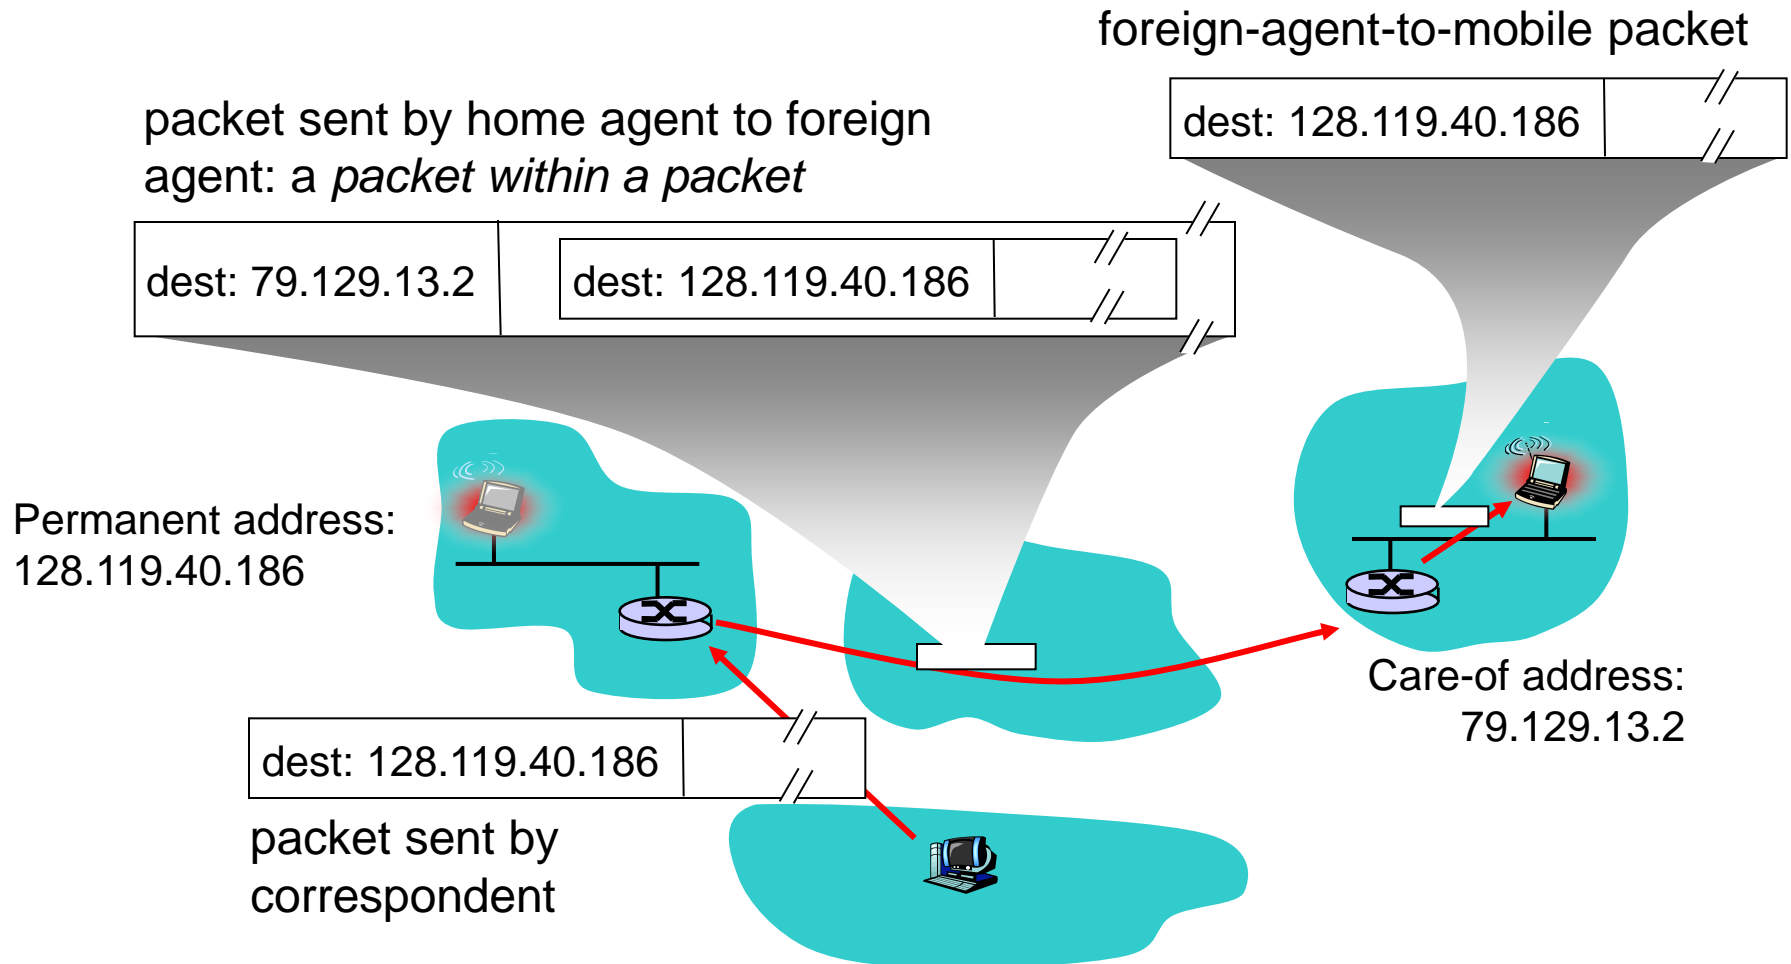 foreign-agent-to-mobile packet
dest: 128.119.40.186
packet sent by home agent to foreign
agent: a packet within a packet
dest: 79.129.13.2
dest: 128.119.40.186
Permanent address:
128.119.40.186
Care-of address:
79.129.13.2
dest: 128.119.40.186
packet sent by
correspondent